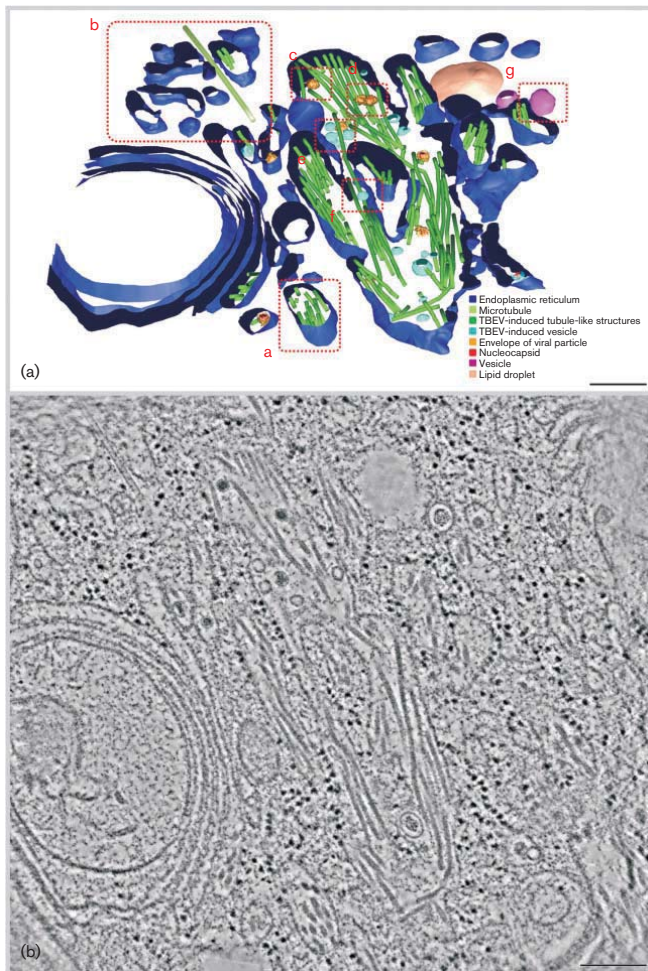 b
c
d
g
e
f
a
Endoplasmic reticulum
Microtubule
TBEV-induced tubule-like structures
TBEV-induced vesicle
Envelope of viral particle
Nucleocapsid
Vesicle
Lipid droplet
(a)
(b)